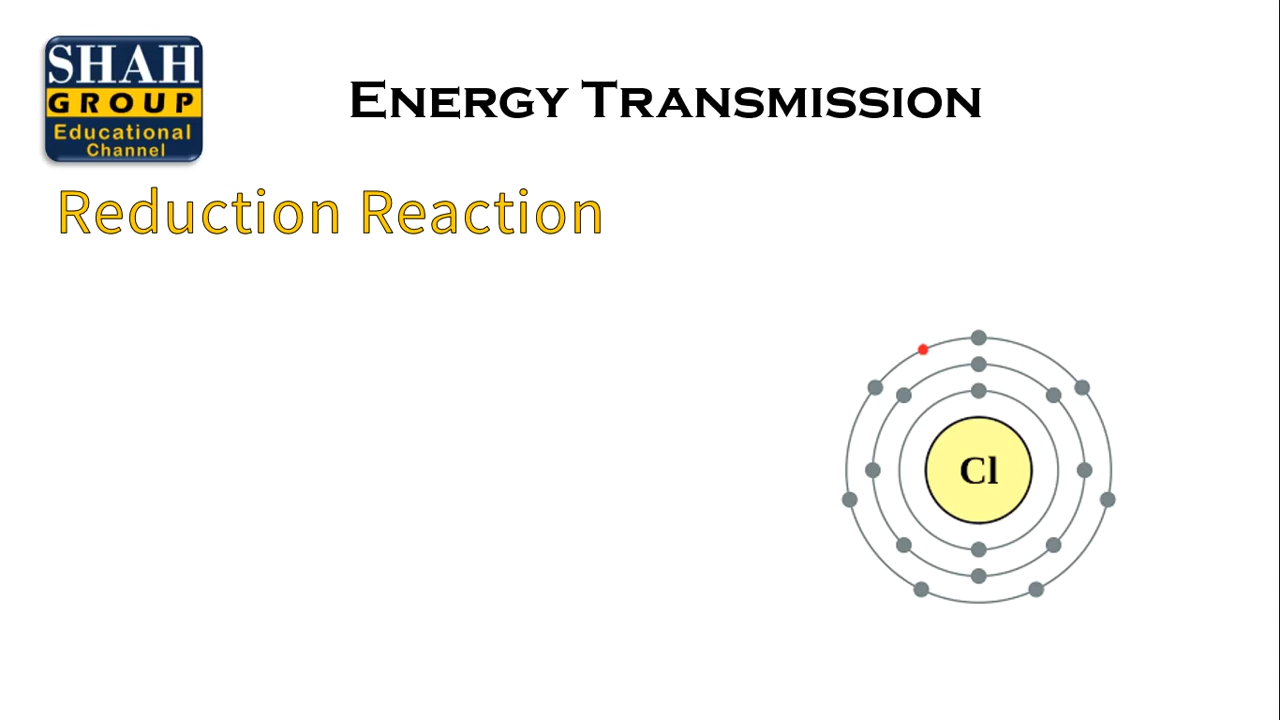 SHAH
GROUP
Educational
Channel
ENERGY TRANSMISSION
Reduction Reaction
Cl